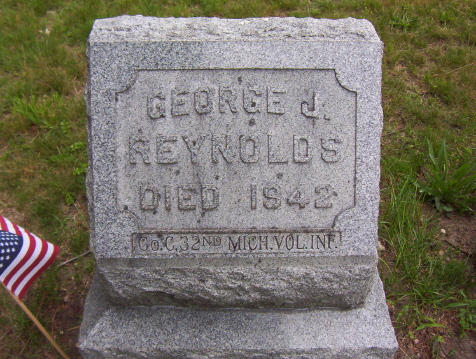 GEORGE J.
REYNOLDS
DIED 1942
Co.C,32ND MICH.VOL.INF.